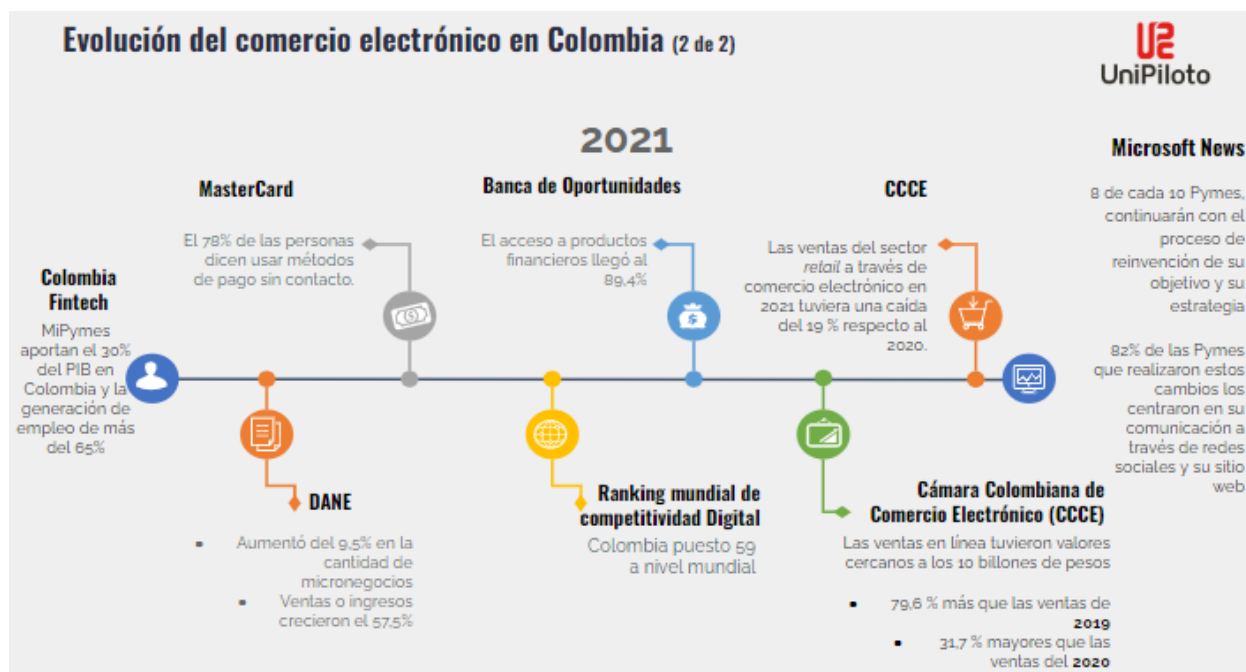 Evolución del comercio electrónico en Colombia (2 de 2)
UniPiloto
2021
Colombia
Fintech
MiPymes
aportan el 30%
del PIB en
Colombia y la
generación de
empleo de más
del 65%
MasterCard
El 78% de las personas
dicen usar métodos
de pago sin contacto.
Banca de Oportunidades
El acceso a productos
financieros llegó al
89,4%
CCCE
Las ventas del sector
retail a través de
comercio electrónico en
2021 tuviera una caída
del 19 % respecto al
2020.
Microsoft News
8 de cada 10 Pymes,
continuarán con el
proceso de
reinvención de su
objetivo y su
estrategia
82% de las Pymes
que realizaron estos
cambios los
centraron en su
comunicación a
través de redes
sociales y su sitio
web
DANE
▪ Aumentó del 9,5% en la
cantidad de
micronegocios
▪ Ventas o ingresos
crecieron el 57,5%
Ranking mundial de
competitividad Digital
Colombia puesto 59
a nivel mundial
Cámara Colombiana de
Comercio Electrónico (CCCE)
Las ventas en línea tuvieron valores
cercanos a los 10 billones de pesos
▪ 79,6 % más que las ventas de
2019
▪ 31,7 % mayores que las
ventas del 2020